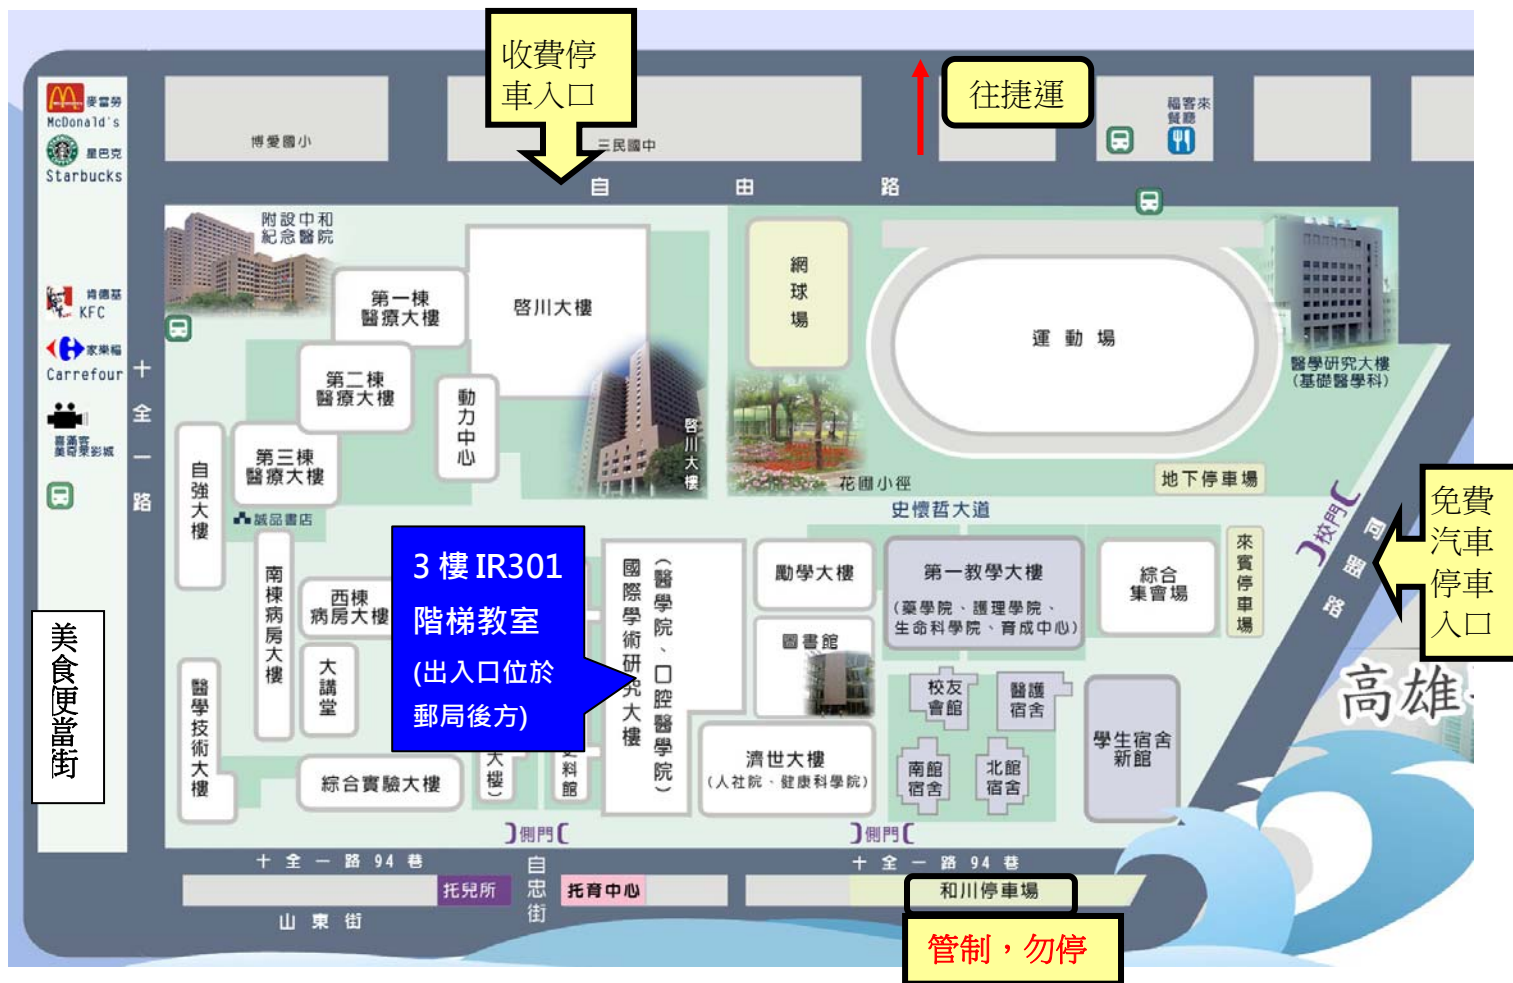 收費停
車入口
往捷運
福客來
餐廳
麥當勞
McDonald's
星巴克
Starbucks
博愛國小
三民國中
自由路
附設中和
紀念醫院
第一棟
醫療大樓
啓川大樓
網球場
運動場
醫學研究大樓
(基礎醫學科)
肯德基
KFC
家樂福
Carrefour
喜滿客
美奇萊影城
十全一路
第二棟
醫療大樓
動力中心
啓川大樓
花圃小徑
地下停車場
第三棟
醫療大樓
自強大樓
誠品書店
史懷哲大道
校門
同盟路
免費
汽車
停車
入口
3 樓 IR301
階梯教室
(出入口位於
郵局後方)
國際學術研究大樓
(醫學院、口腔醫學院)
南棟病房大樓
西棟
病房大樓
大講堂
勵學大樓
圖書館
第一教學大樓
(藥學院、護理學院、
生命科學院、育成中心)
綜合
集會場
來賓停車場
美食便當街
醫學技術大樓
綜合實驗大樓
大樓)
史料館
濟世大樓
(人社院、健康科學院)
校友
會館
醫護
宿舍
南館
宿舍
北館
宿舍
學生宿舍
新館
高雄
側門
側門
十全一路94巷
十全一路94巷
自忠街
托兒所
托育中心
和川停車場
山東街
管制，勿停